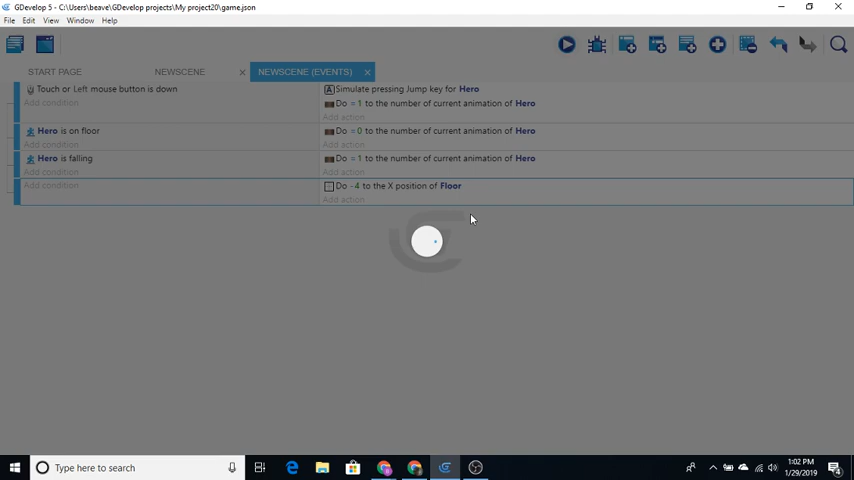 GDevelop 5 - C:\Users\beave\GDevelop projects\My project20\game.json
File Edit View Window Help
START PAGE NEWSCENE NEWSCENE (EVENTS)
Touch or Left mouse button is down
Add condition
Simulate pressing Jump key for Hero
Do =1 to the number of current animation of Hero
Add action
Hero is on floor
Add condition
Do =0 to the number of current animation of Hero
Add action
Hero is falling
Add condition
Do =1 to the number of current animation of Hero
Add action
Add condition
Do -4 to the X position of Floor
Add action
Type here to search
1:02 PM
1/29/2019
4